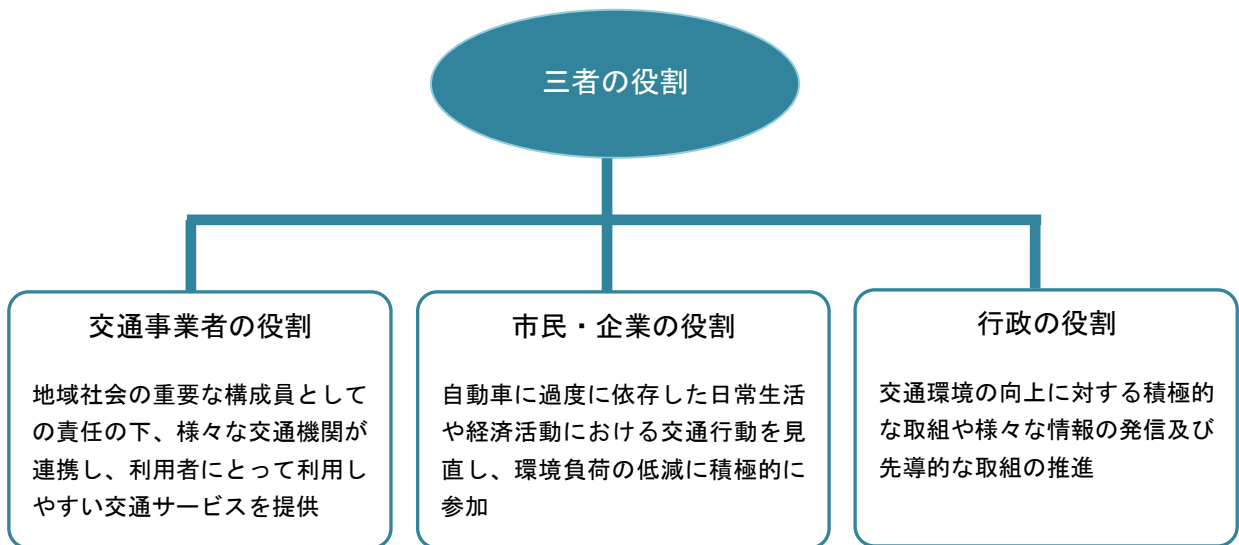 三者の役割
交通事業者の役割
地域社会の重要な構成員として
の責任の下、様々な交通機関が
連携し、利用者にとって利用し
やすい交通サービスを提供
市民・企業の役割
自動車に過度に依存した日常生活
や経済活動における交通行動を見
直し、環境負荷の低減に積極的に
参加
行政の役割
交通環境の向上に対する積極的
な取組や様々な情報の発信及び
先導的な取組の推進